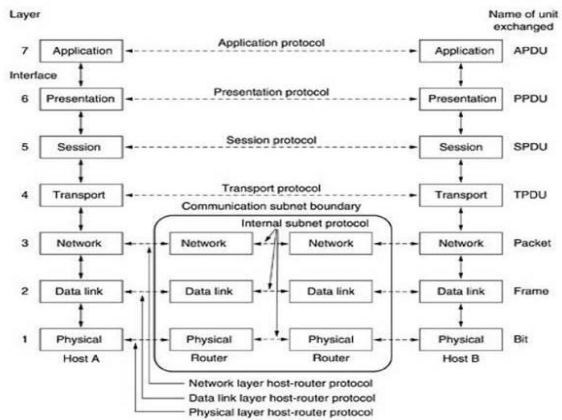 Layer
Name of unit
exchanged
7 Application Application protocol Application APDU
Interface
6 Presentation Presentation protocol Presentation PPDU
5 Session Session protocol Session SPDU
4 Transport Transport protocol Transport TPDU
Communication subnet boundary
Internal subnet protocol
3 Network Network Network Network Packet
2 Data link Data link Data link Data link Frame
1 Physical Physical Physical Physical Bit
Host A Router Router Host B
Network layer host-router protocol
Data link layer host-router protocol
Physical layer host-router protocol